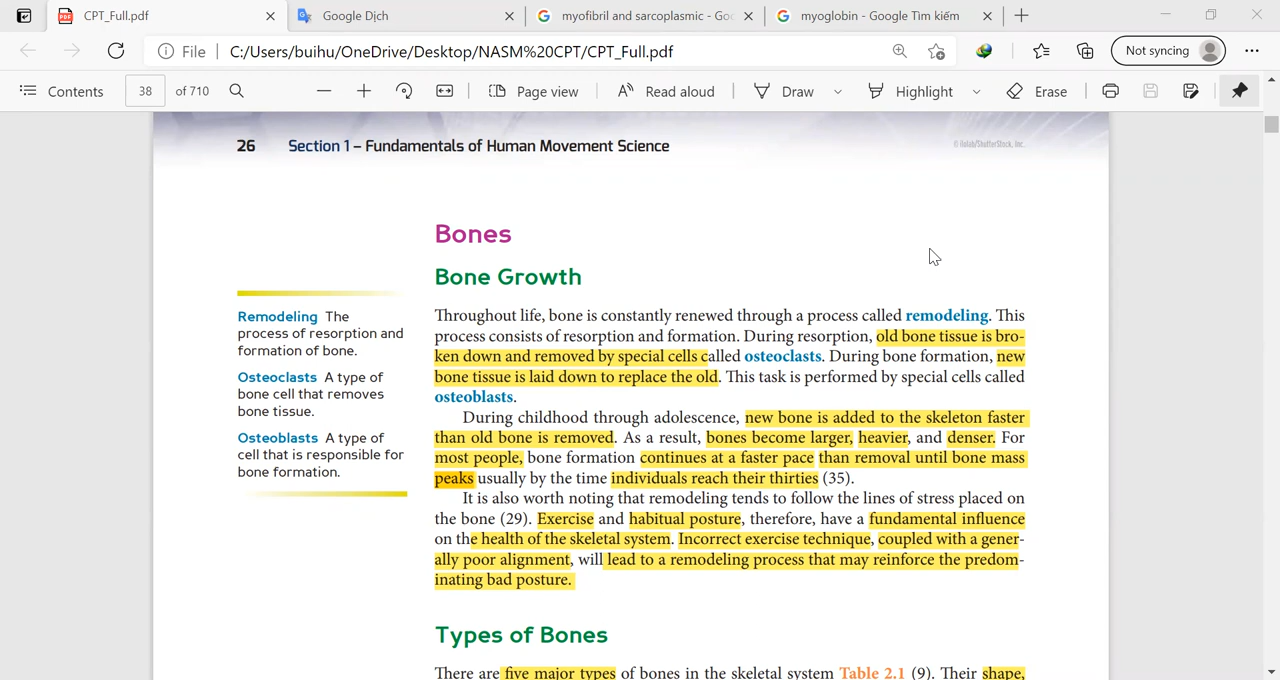 CPT_Full.pdf
Google Dịch
myofibril and sarcoplasmic - Goo
myoglobin - Google Tìm kiếm
File
C:/Users/buihu/OneDrive/Desktop/NASM%20CPT/CPT_Full.pdf
Not syncing
Contents
38
of 710
Page view
Read aloud
Draw
Highlight
Erase
26 Section 1 – Fundamentals of Human Movement Science
Bones
Bone Growth
Throughout life, bone is constantly renewed through a process called remodeling. This
process consists of resorption and formation. During resorption, old bone tissue is bro-
ken down and removed by special cells called osteoclasts. During bone formation, new
bone tissue is laid down to replace the old. This task is performed by special cells called
osteoblasts.
During childhood through adolescence, new bone is added to the skeleton faster
than old bone is removed. As a result, bones become larger, heavier, and denser. For
most people, bone formation continues at a faster pace than removal until bone mass
peaks usually by the time individuals reach their thirties (35).
It is also worth noting that remodeling tends to follow the lines of stress placed on
the bone (29). Exercise and habitual posture, therefore, have a fundamental influence
on the health of the skeletal system. Incorrect exercise technique, coupled with a gener-
ally poor alignment, will lead to a remodeling process that may reinforce the predom-
inating bad posture.
Remodeling The
process of resorption and
formation of bone.
Osteoclasts A type of
bone cell that removes
bone tissue.
Osteoblasts A type of
cell that is responsible for
bone formation.
Types of Bones
There are five major types of bones in the skeletal system Table 2.1 (9). Their shape,